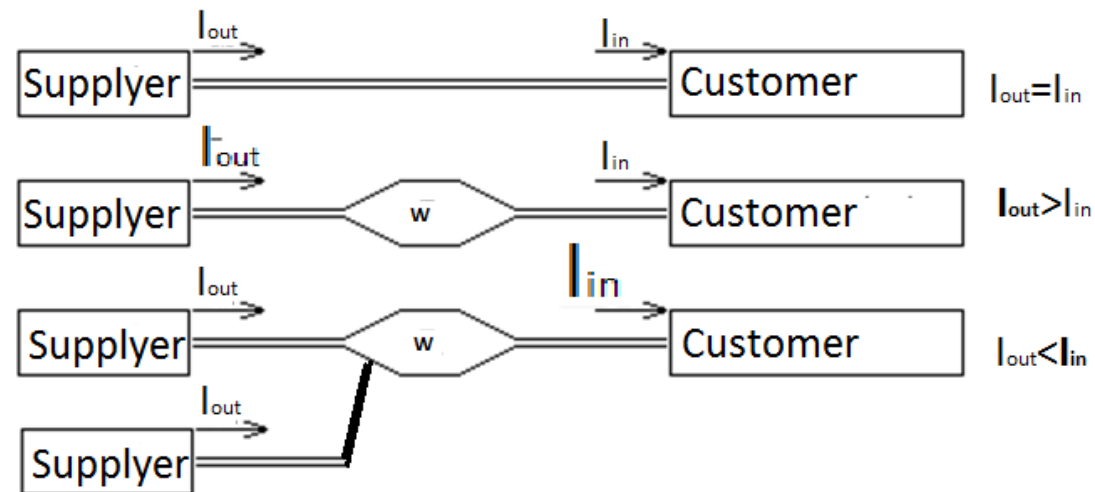 Iout Iin
Supplyer Customer Iout=Iin
Iout Iin
Supplyer w Customer Iout>Iin
Iout Iin
Supplyer w Customer Iout<Iin
Iout
Supplyer